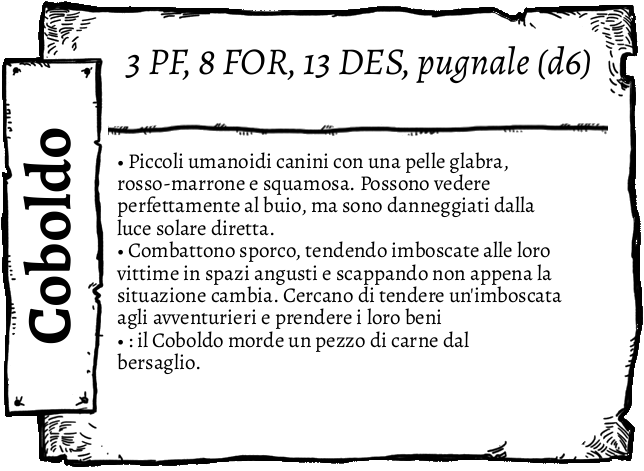 Coboldo
3 PF, 8 FOR, 13 DES, pugnale (d6)
• Piccoli umanoidi canini con una pelle glabra,
rosso-marrone e squamosa. Possono vedere
perfettamente al buio, ma sono danneggiati dalla
luce solare diretta.
• Combattono sporco, tendendo imboscate alle loro
vittime in spazi angusti e scappando non appena la
situazione cambia. Cercano di tendere un'imboscata
agli avventurieri e prendere i loro beni
• : il Coboldo morde un pezzo di carne dal
bersaglio.